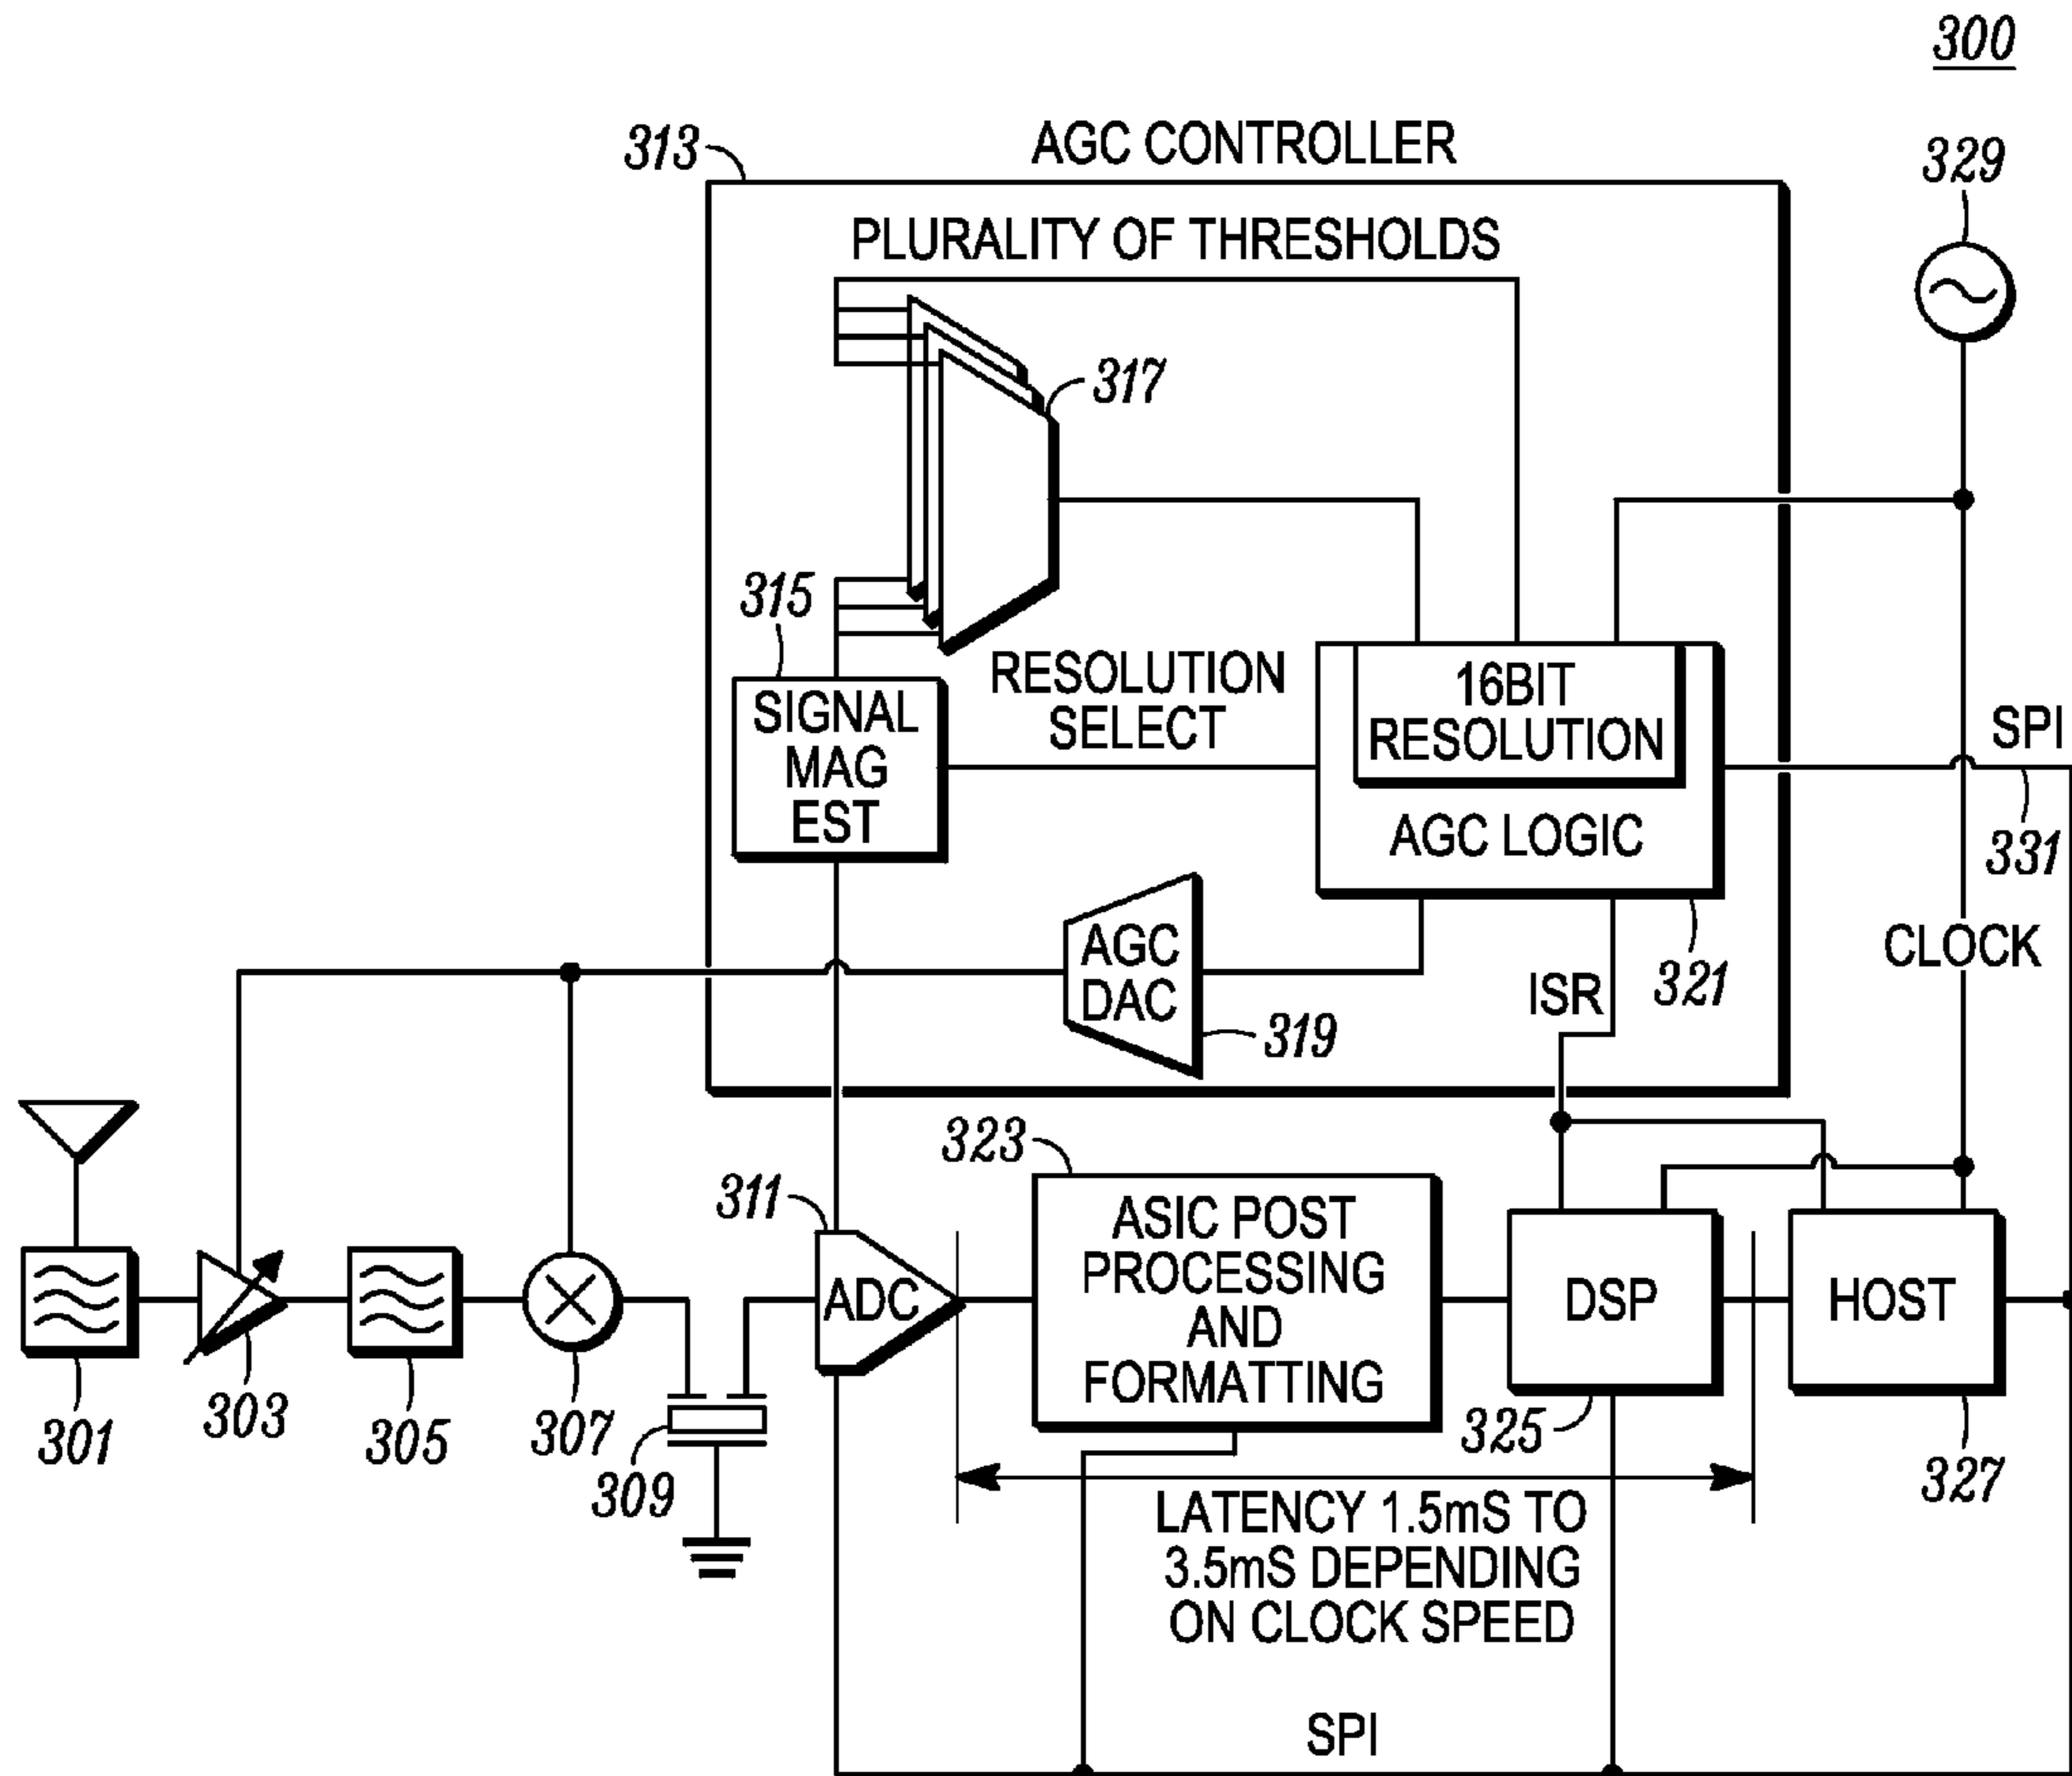 300
313
AGC CONTROLLER
329
PLURALITY OF THRESHOLDS
317
315
RESOLUTION
SELECT
16BIT
RESOLUTION
SIGNAL
MAG
EST
AGC LOGIC
SPI
331
AGC
DAC
319
ISR
321
CLOCK
323
311
ADC
ASIC POST
PROCESSING
AND
FORMATTING
DSP
HOST
301
303
305
307
309
325
327
LATENCY 1.5mS TO
3.5mS DEPENDING
ON CLOCK SPEED
SPI